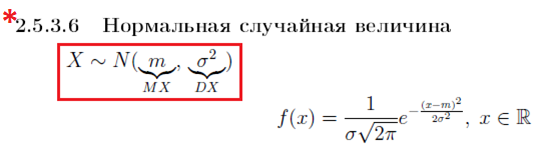 *2.5.3.6 Нормальная случайная величина
X ~ N(m, σ²)
MX DX
f(x) = 1/(σ√2π) e^(-(x-m)²/(2σ²)), x ∈ ℝ